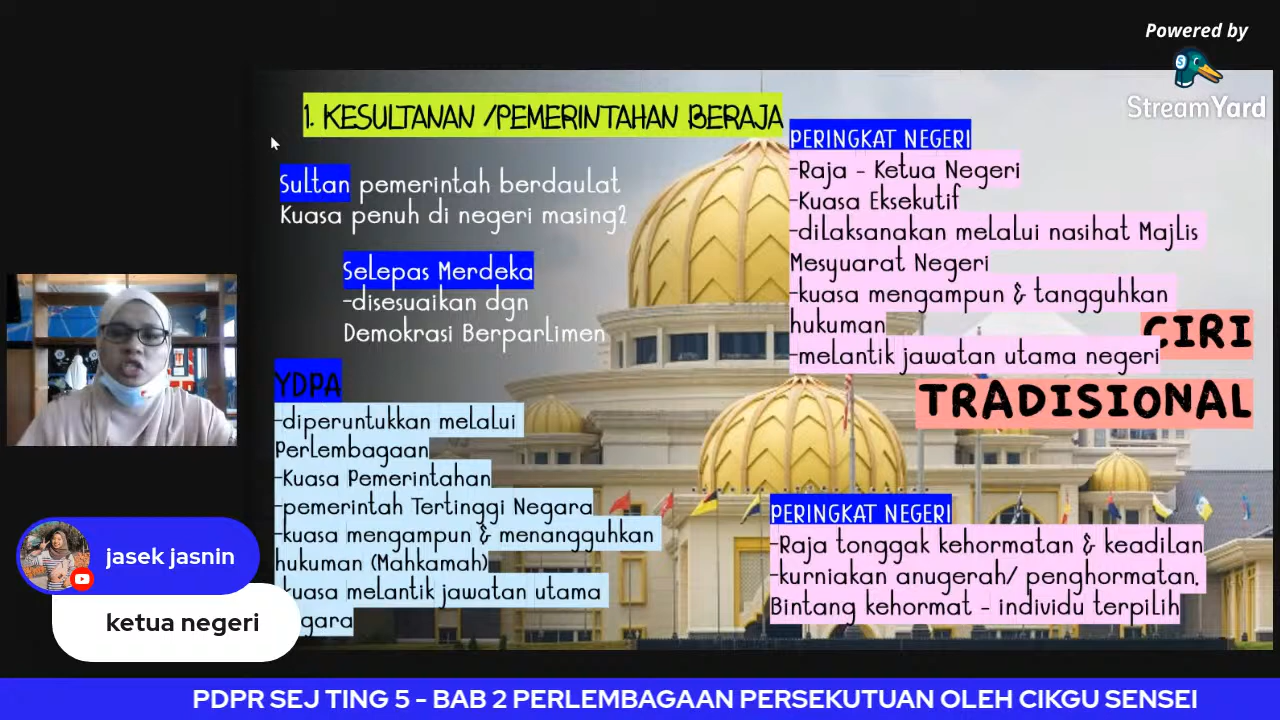 Powered by
StreamYard
1. KESULTANAN /PEMERINTAHAN BERAJA
Sultan pemerintah berdaulat
Kuasa penuh di negeri masing2
Selepas Merdeka
-disesuaikan dgn
Demokrasi Berparlimen
YDPA
-diperuntukkan melalui
Perlembagaan
-Kuasa Pemerintahan
-pemerintah Tertinggi Negara
-kuasa mengampun & menangguhkan
hukuman (Mahkamah)
kuasa melantik jawatan utama
gara
PERINGKAT NEGERI
-Raja - Ketua Negeri
-Kuasa Eksekutif
-dilaksanakan melalui nasihat Majlis
Mesyuarat Negeri
-kuasa mengampun & tangguhkan
hukuman
-melantik jawatan utama negeri
CIRI
TRADISIONAL
PERINGKAT NEGERI
-Raja tonggak kehormatan & keadilan
-kurniakan anugerah/ penghormatan.
Bintang kehormat - individu terpilih
jasek jasnin
ketua negeri
PDPR SEJ TING 5 - BAB 2 PERLEMBAGAAN PERSEKUTUAN OLEH CIKGU SENSEI